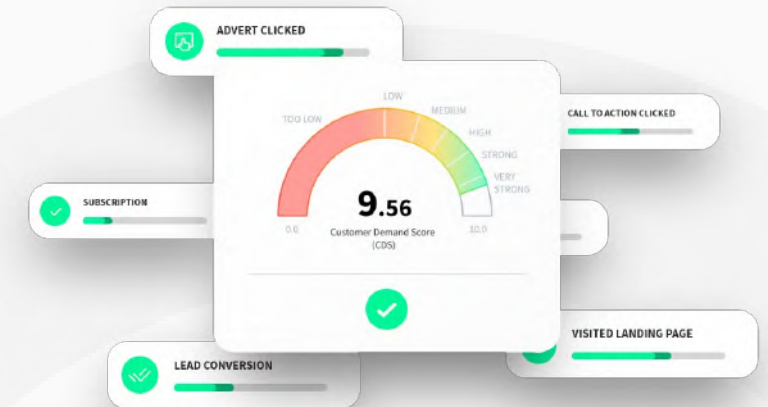 ADVERT CLICKED
LOW
MEDIUM
TOO LOW
HIGH
STRONG
VERY
STRONG
9.56
0.0
10.0
Customer Demand Score
(CDS)
CALL TO ACTION CLICKED
SUBSCRIPTION
VISITED LANDING PAGE
LEAD CONVERSION